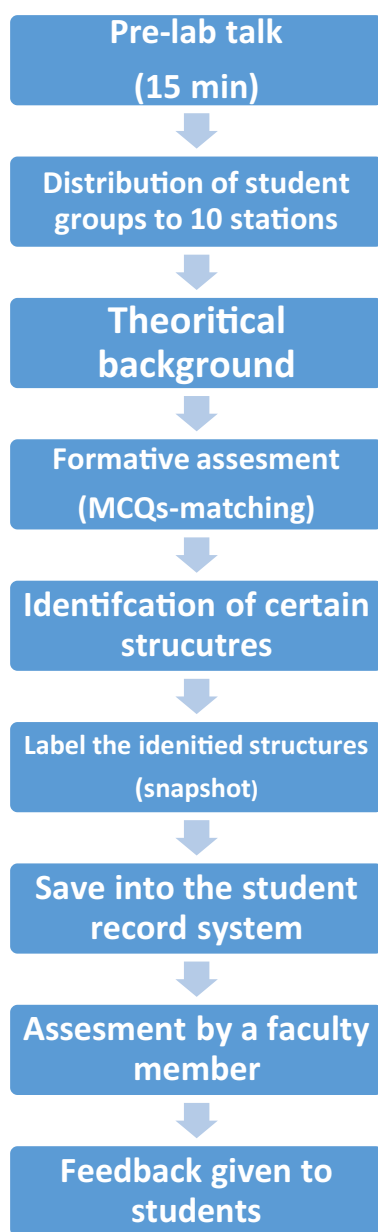 Pre-lab talk
(15 min)
Distribution of student
groups to 10 stations
Theoritical
background
Formative assesment
(MCQs-matching)
Identifcation of certain
strucutres
Label the idenitied structures
(snapshot)
Save into the student
record system
Assesment by a faculty
member
Feedback given to
students